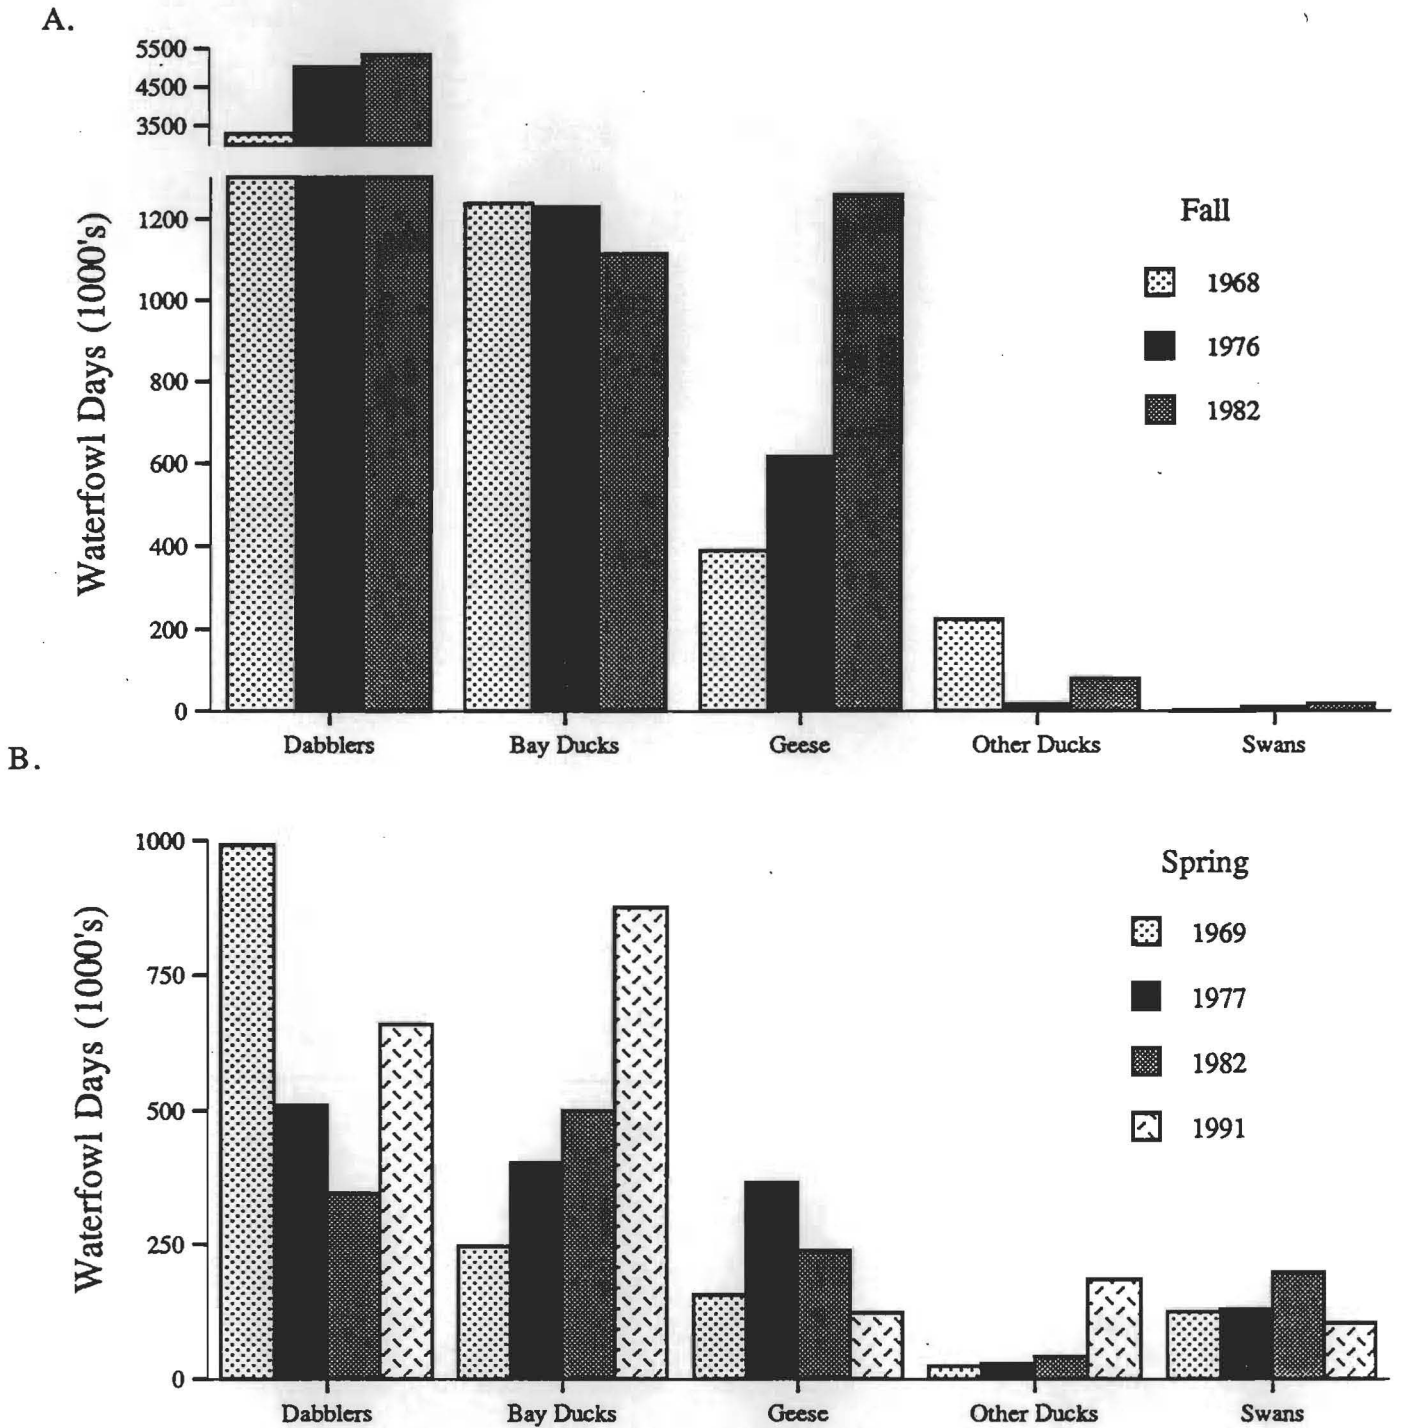 A.
5500
4500
3500
1200
1000
800
600
400
200
0
Waterfowl Days (1000's)
Fall
1968
1976
1982
Dabblers Bay Ducks Geese Other Ducks Swans
B.
1000
750
500
250
0
Waterfowl Days (1000's)
Spring
1969
1977
1982
1991
Dabblers Bay Ducks Geese Other Ducks Swans